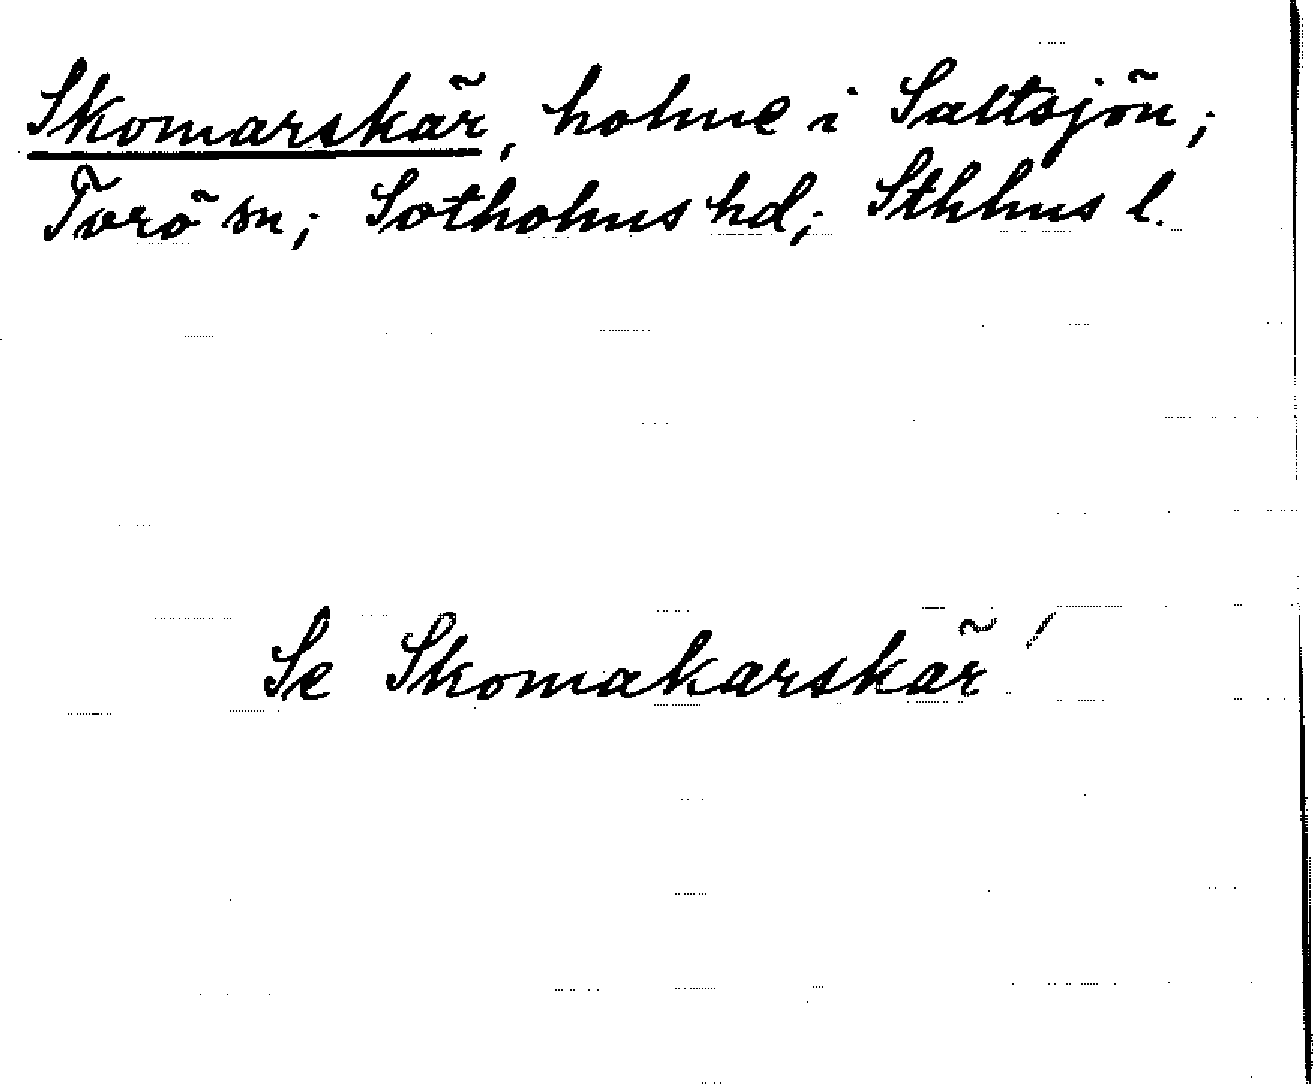 Skomarskär, holme i Saltsjön;
Torö sn; Sotholms hd; Sthlms l.
Se Skomakarskär!